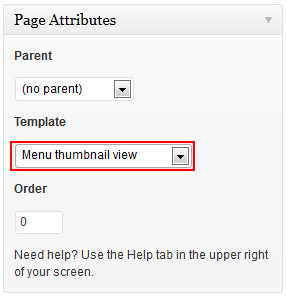 Page Attributes
Parent
(no parent)
Template
Menu thumbnail view
Order
0
Need help? Use the Help tab in the upper right
of your screen.